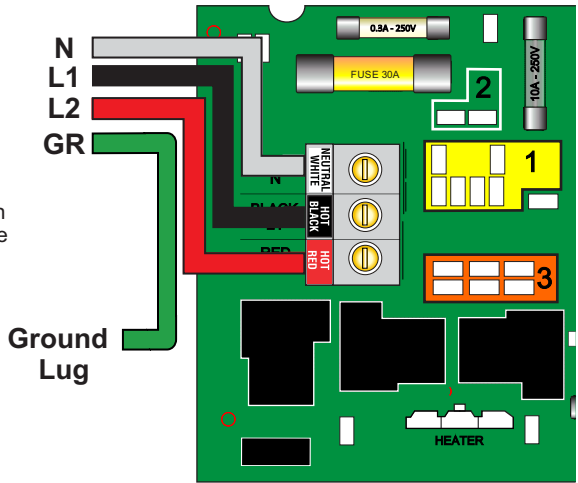 N
L1
L2
GR
n
e
Ground
Lug
0.3A - 250V
FUSE 30A
10A - 250V
2
1
3
NEUTRAL
WHITE
N
HOT
BLACK
BLACK
L1
HOT
RED
RED
HEATER